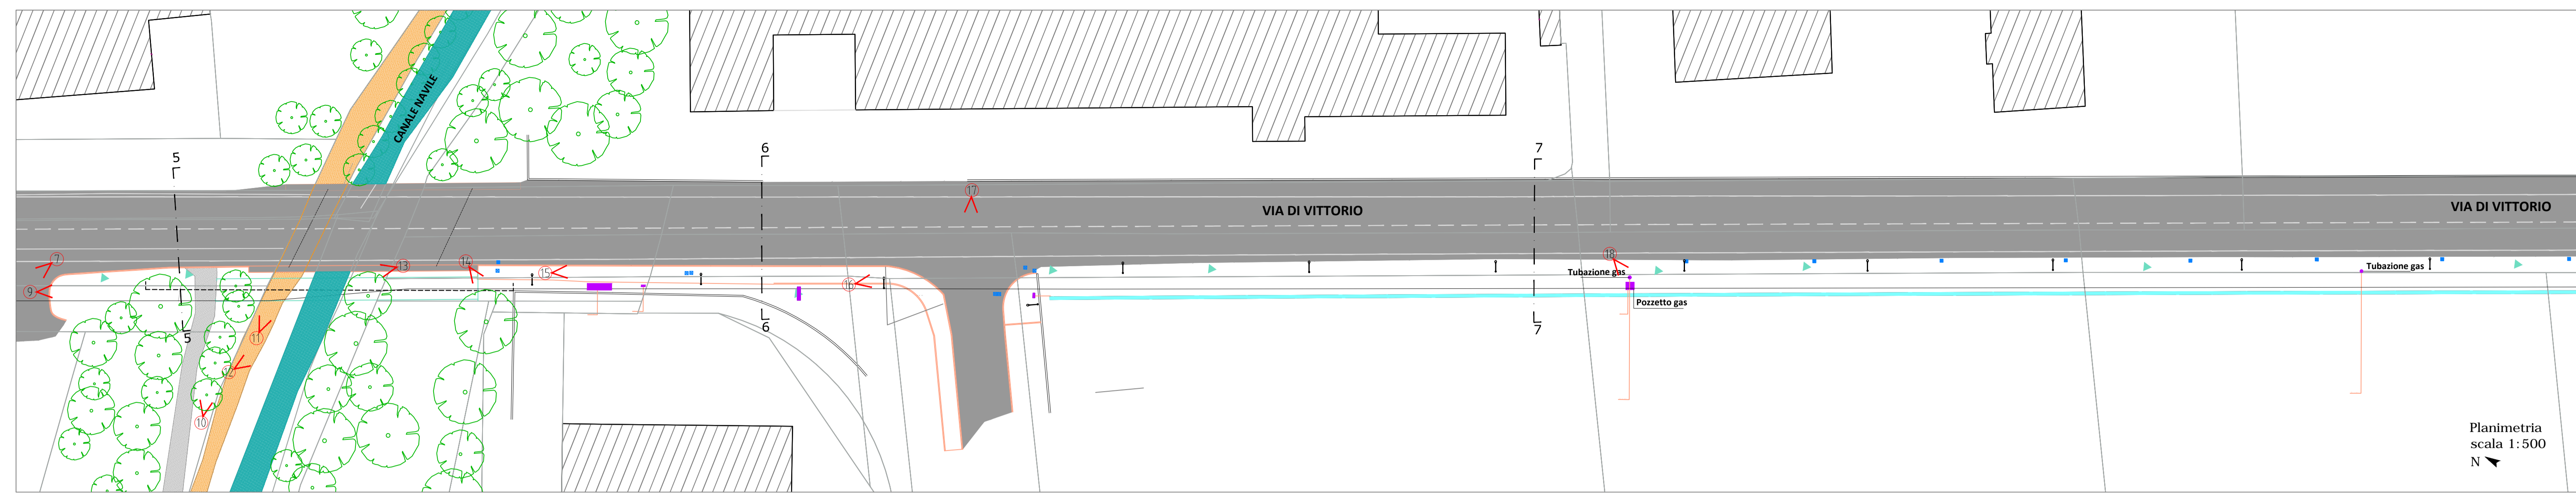 CANALE NAVILE
5
6
7
17
VIA DI VITTORIO
VIA DI VITTORIO
7
13
14
15
16
18
9
Tubazione gas
Tubazione gas
Pozzetto gas
5
6
7
11
12
10
Planimetria
scala 1:500
N